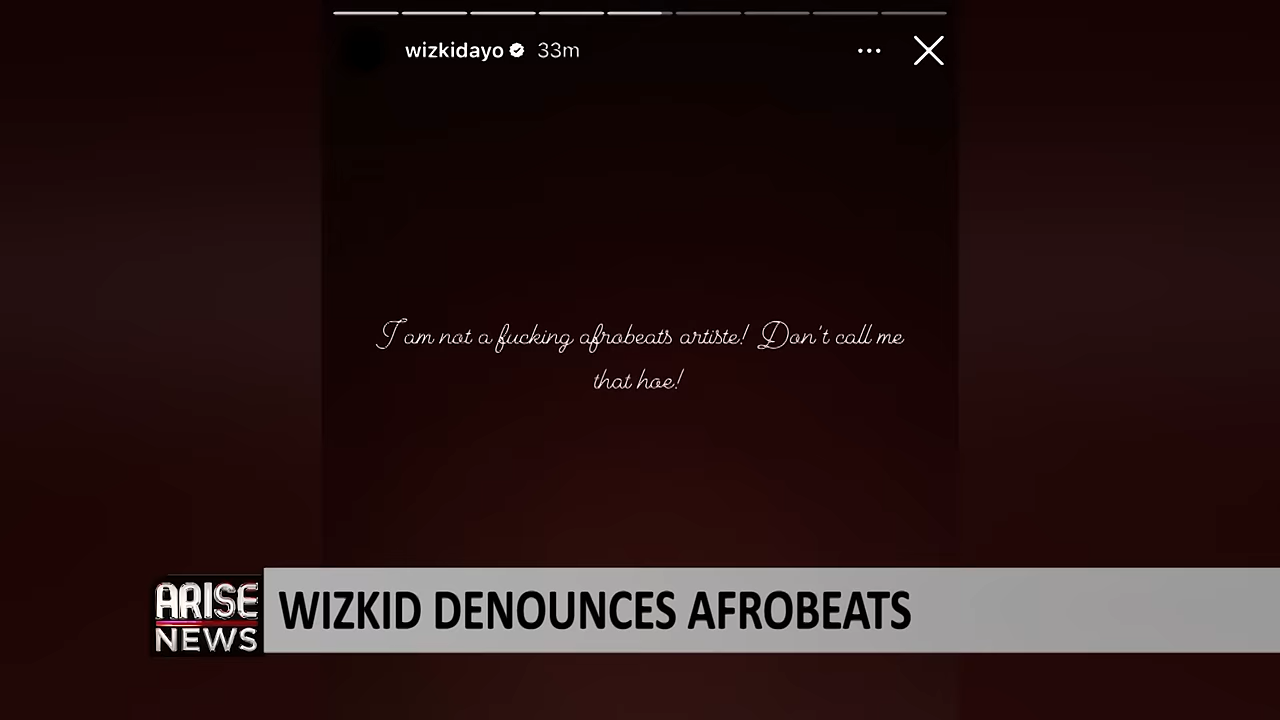 wizkidayo 33m
I am not a fucking afrobeats artiste! Don't call me
that hoe!
ARISE
NEWS
WIZKID DENOUNCES AFROBEATS